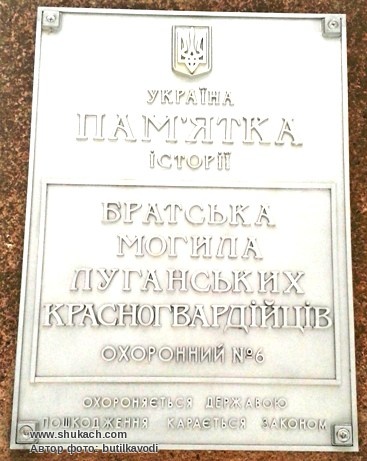 УКРАЇНА
ПАМ'ЯТКА
ІСТОРІЇ
БРАТСЬКА
МОГИЛА
ЛУГАНСЬКИХ
КРАСНОГВАРДІЙЦІВ
ОХОРОННИЙ №6
ОХОРОНЯЄТЬСЯ ДЕРЖАВОЮ
ПОШКОДЖЕННЯ КАРАЄТЬСЯ ЗАКОНОМ
www.shukach.com
Автор фото: butilkavodi